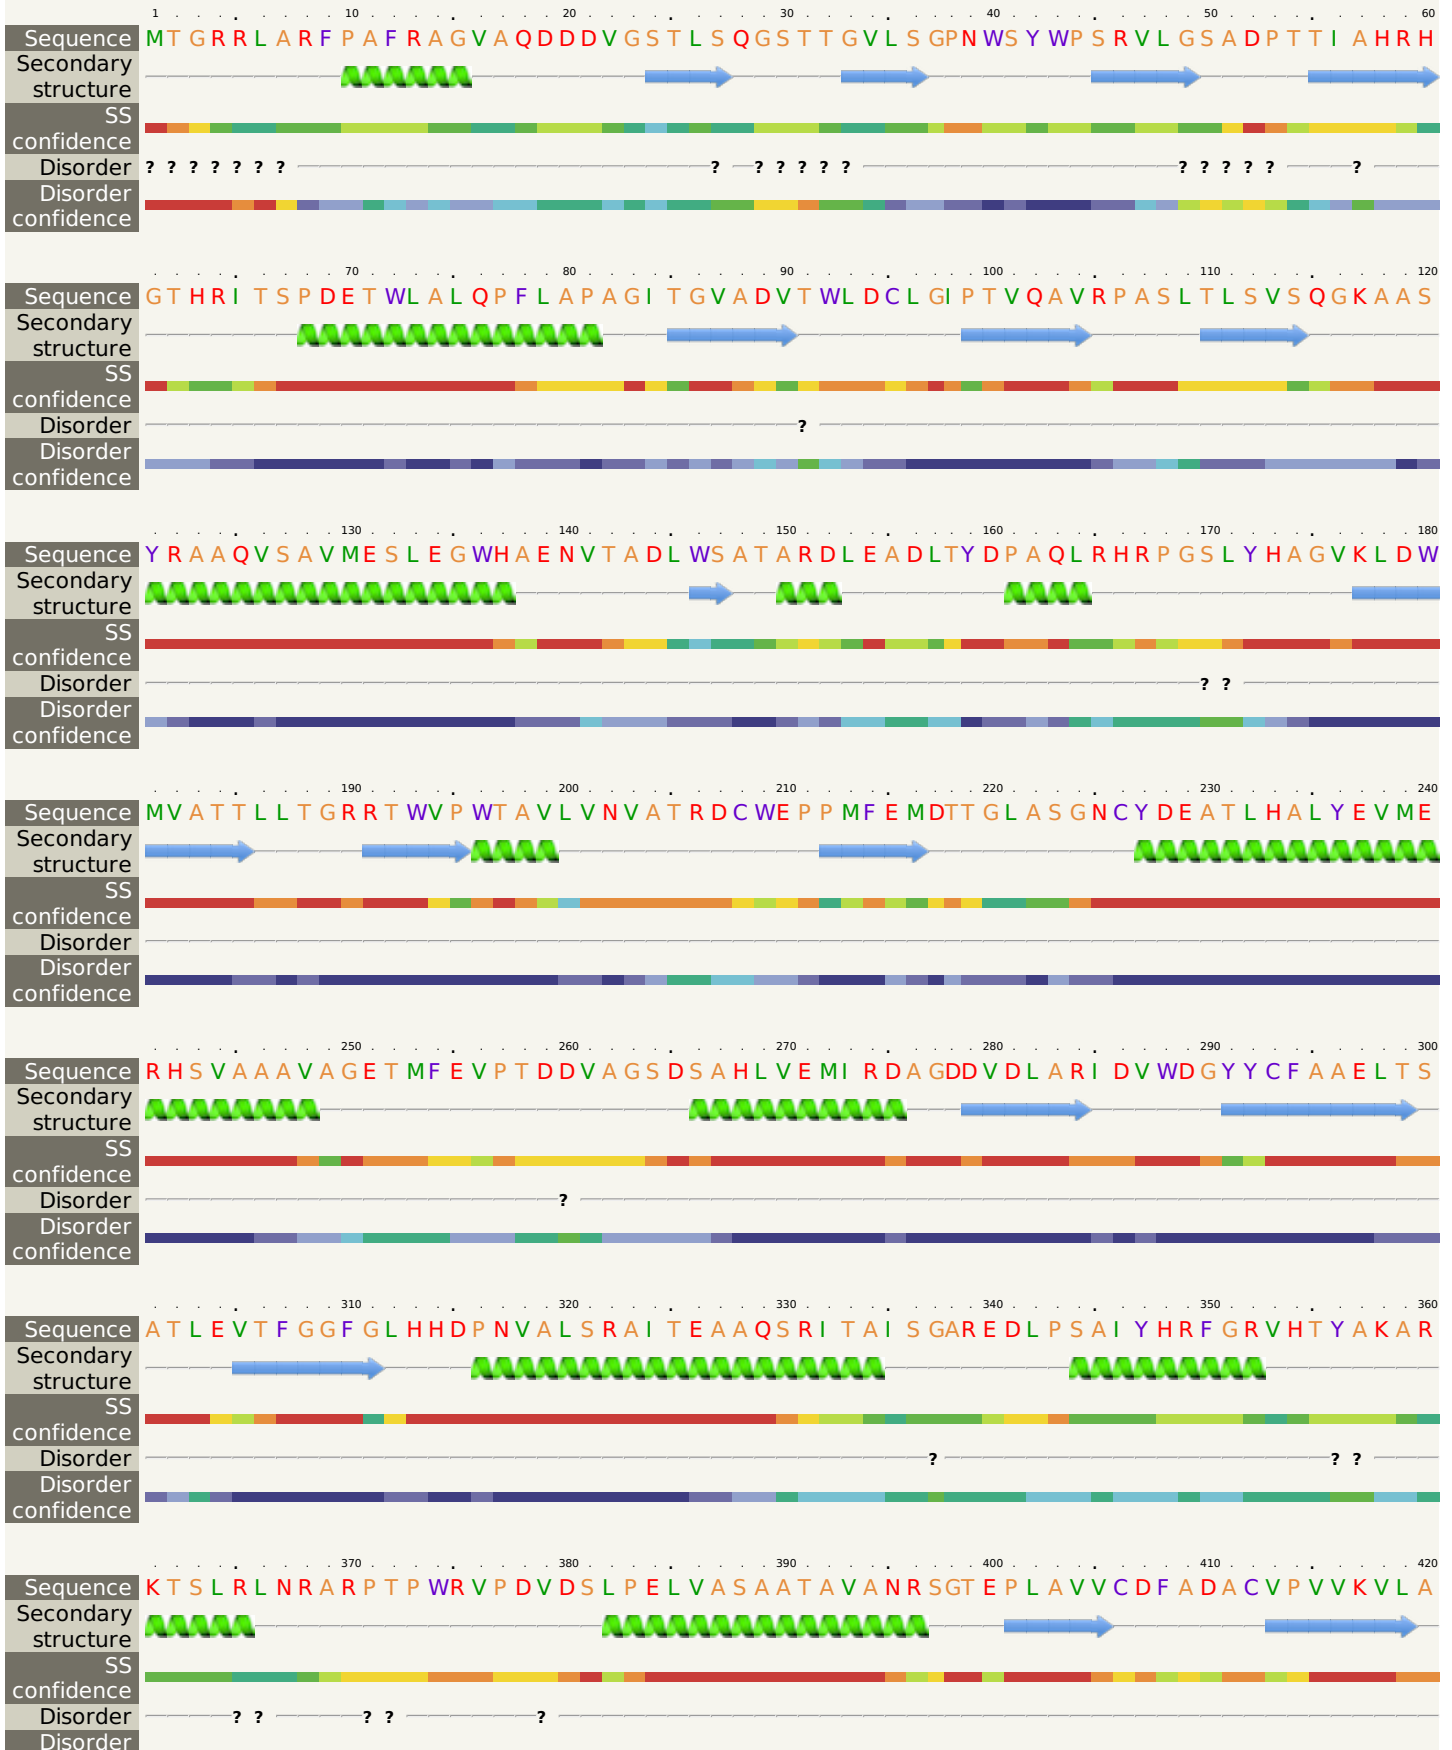 1 . . . . . . . 10 . . . . . . . 20 . . . . . . . 30 . . . . . . . 40 . . . . . . . 50 . . . . . . . 60
Sequence MTGRRLARFPAFRAGVAQDDDVGSTLSQGSTTGVLSGPNWSYWPSRVLGSADPTTIAHRH
Secondary
structure
SS
confidence
Disorder ? ? ? ? ? ? ? ? ? ? ? ? ? ? ? ? ? ? ?
Disorder
confidence
. . . . . . . 70 . . . . . . . 80 . . . . . . . 90 . . . . . . . 100 . . . . . . . 110 . . . . . . . 120
Sequence GTHRITSPDETWLALQPFLAPAGITGVADVTWLDCLGIPTVQAVRPASLTLSVSQGKAAS
Secondary
structure
SS
confidence
Disorder ?
Disorder
confidence
. . . . . . . 130 . . . . . . . 140 . . . . . . . 150 . . . . . . . 160 . . . . . . . 170 . . . . . . . 180
Sequence YRAAQVSAVMESLEGWHAENVTADLWSATARDLEADLTYDPAQLRHRPGSLYHAGVKLDW
Secondary
structure
SS
confidence
Disorder ? ?
Disorder
confidence
. . . . . . . 190 . . . . . . . 200 . . . . . . . 210 . . . . . . . 220 . . . . . . . 230 . . . . . . . 240
Sequence MVATTLLTGRRTWVPWTAVLVNVATRDCWEPPMFEMDTTGLASGNCYDEATLHALYEVME
Secondary
structure
SS
confidence
Disorder
Disorder
confidence
. . . . . . . 250 . . . . . . . 260 . . . . . . . 270 . . . . . . . 280 . . . . . . . 290 . . . . . . . 300
Sequence RHSVAAAVAGETMFEVPTDDVAGSDSAHLVEMIRDAGDDVDLARIDVWDGYYCFAAELTS
Secondary
structure
SS
confidence
Disorder ?
Disorder
confidence
. . . . . . . 310 . . . . . . . 320 . . . . . . . 330 . . . . . . . 340 . . . . . . . 350 . . . . . . . 360
Sequence ATLEVTFGGFGLHHDPNVALSRAITEAAQSRITAISGAREDLPSAIYHRFGRVHTYAKAR
Secondary
structure
SS
confidence
Disorder ? ? ?
Disorder
confidence
. . . . . . . 370 . . . . . . . 380 . . . . . . . 390 . . . . . . . 400 . . . . . . . 410 . . . . . . . 420
Sequence KTSLRLNRARPTPWRVPDVDSLPELVASAATAVANRSGTEPLAVVCDFADACVPVVKVLA
Secondary
structure
SS
confidence
Disorder ? ? ? ? ?
Disorder